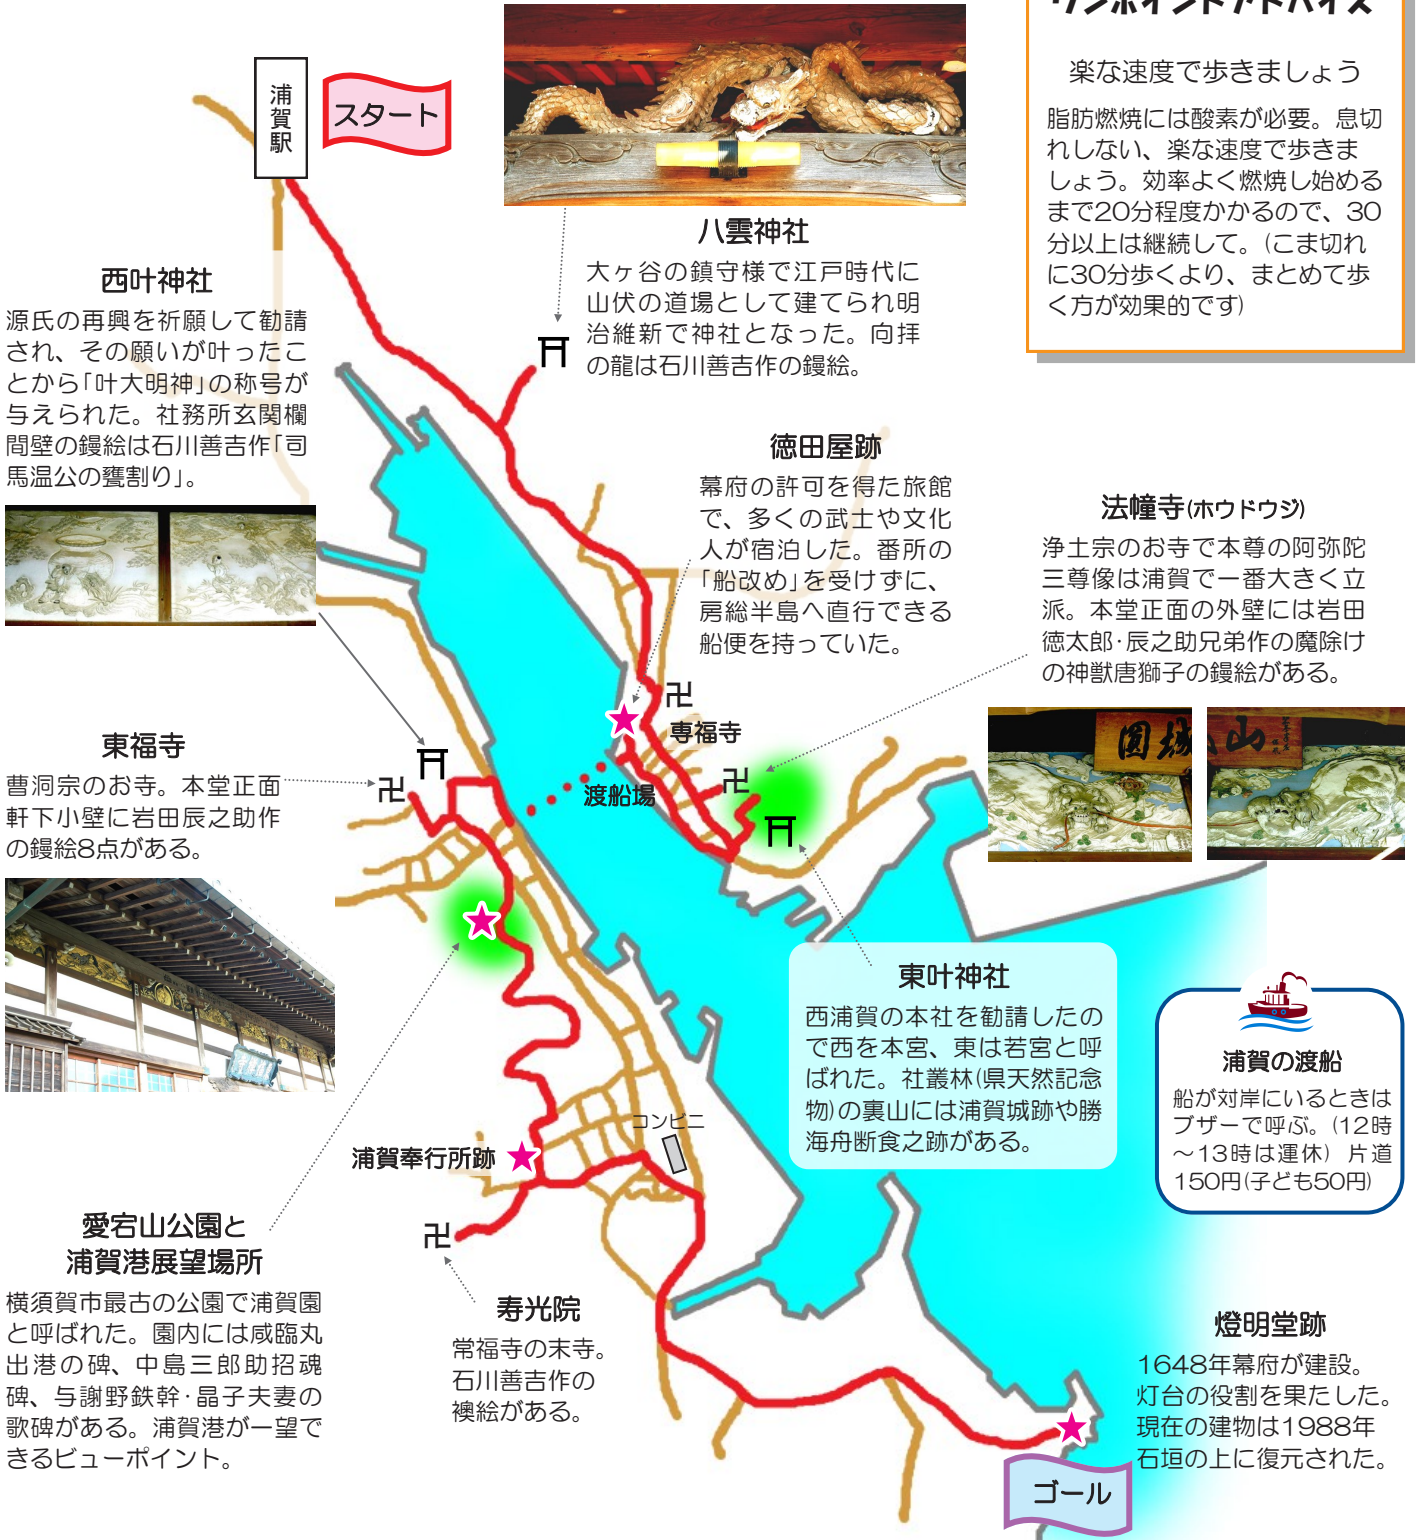 ワンポイントアドバイス
楽な速度で歩きましょう
脂肪燃焼には酸素が必要。息切
れしない、楽な速度で歩きま
しょう。効率よく燃焼し始める
まで20分程度かかるので、30
分以上は継続して。(こま切れ
に30分歩くより、まとめて歩
く方が効果的です)
浦賀駅
スタート
八雲神社
大ヶ谷の鎮守様で江戸時代に
山伏の道場として建てられ明
治維新で神社となった。向拝
の龍は石川善吉作の鏝絵。
西叶神社
源氏の再興を祈願して勧請
され、その願いが叶ったこ
とから「叶大明神」の称号が
与えられた。社務所玄関欄
間壁の鏝絵は石川善吉作「司
馬温公の甕割り」。
徳田屋跡
幕府の許可を得た旅館
で、多くの武士や文化
人が宿泊した。番所の
「船改め」を受けずに、
房総半島へ直行できる
船便を持っていた。
法幢寺(ホウドウジ)
浄土宗のお寺で本尊の阿弥陀
三尊像は浦賀で一番大きく立
派。本堂正面の外壁には岩田
徳太郎・辰之助兄弟作の魔除け
の神獣唐獅子の鏝絵がある。
圓城
山
卍
専福寺
卍
渡船場
東福寺
曹洞宗のお寺。本堂正面
軒下小壁に岩田辰之助作
の鏝絵8点がある。
卍
東叶神社
西浦賀の本社を勧請したの
で西を本宮、東は若宮と呼
ばれた。社叢林(県天然記念
物)の裏山には浦賀城跡や勝
海舟断食之跡がある。
浦賀の渡船
船が対岸にいるときは
ブザーで呼ぶ。(12時
～13時は運休) 片道
150円(子ども50円)
コンビニ
浦賀奉行所跡
卍
愛宕山公園と
浦賀港展望場所
横須賀市最古の公園で浦賀園
と呼ばれた。園内には咸臨丸
出港の碑、中島三郎助招魂
碑、与謝野鉄幹・晶子夫妻の
歌碑がある。浦賀港が一望で
きるビューポイント。
寿光院
常福寺の末寺。
石川善吉作の
襖絵がある。
燈明堂跡
1648年幕府が建設。
灯台の役割を果たした。
現在の建物は1988年
石垣の上に復元された。
ゴール